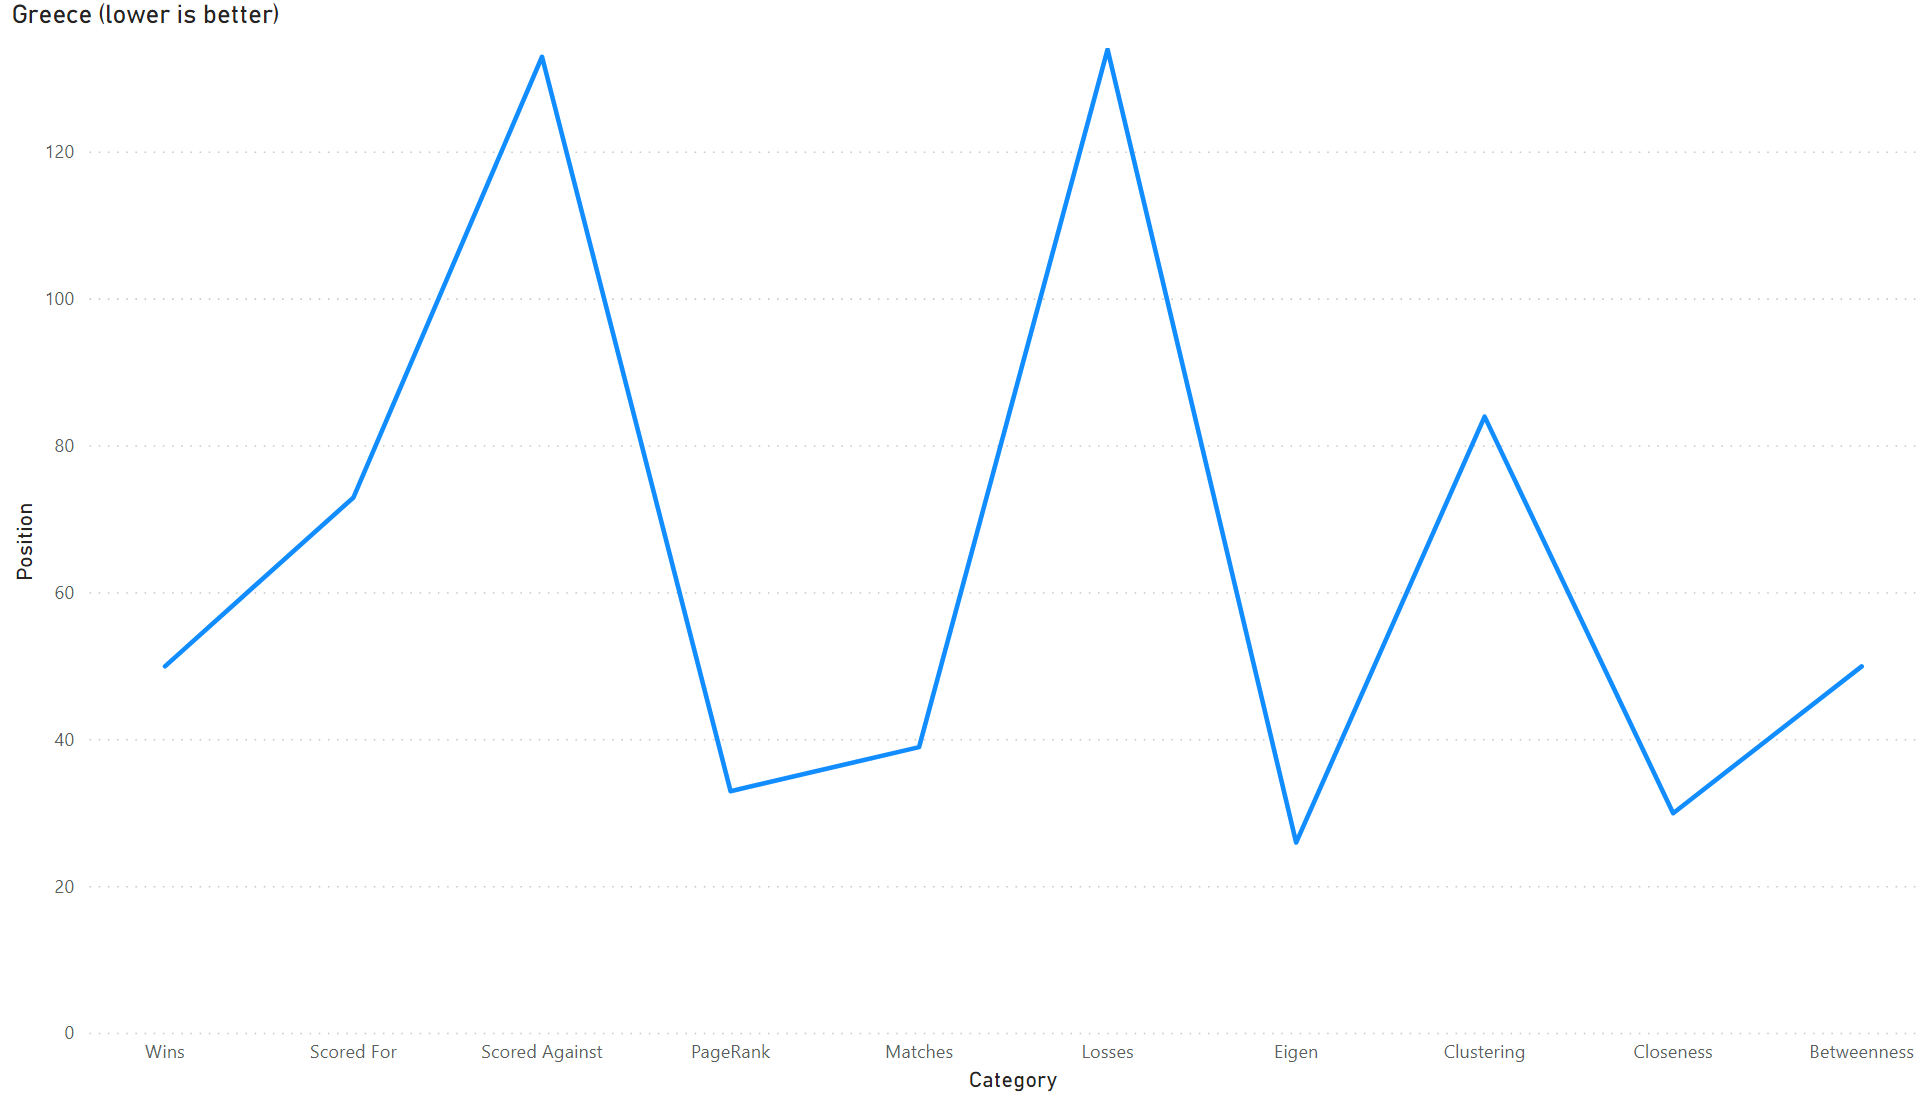 Greece (lower is better)
120
100
80
60
40
20
0
Position
Wins
Scored For
Scored Against
PageRank
Matches
Losses
Eigen
Clustering
Closeness
Betweenness
Category